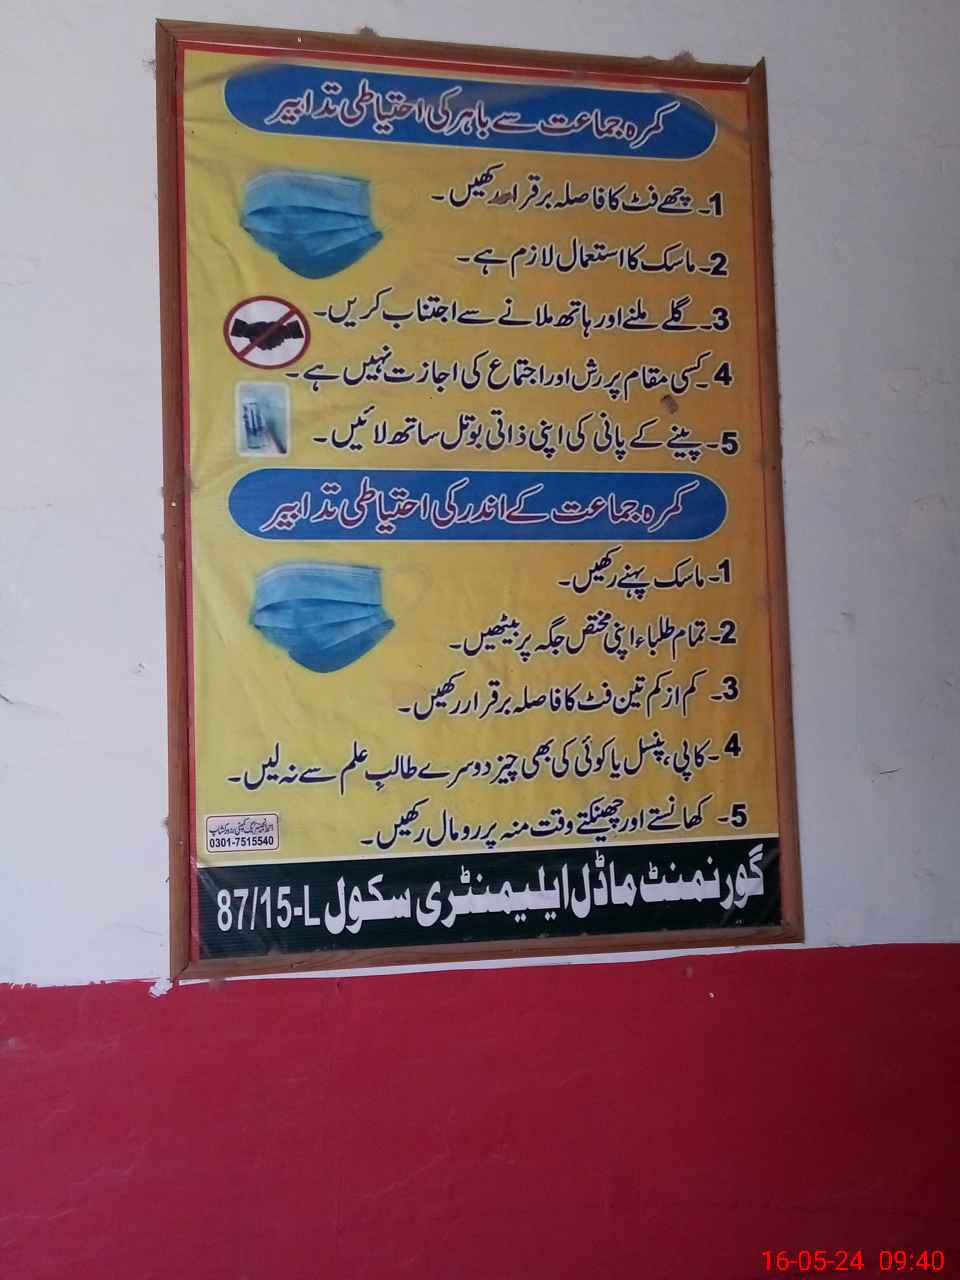 کمرہ جماعت سے باہر کی احتیاطی تدابیر
1۔ چھے فٹ کا فاصلہ برقرار رکھیں۔
2۔ ماسک کا استعمال لازم ہے۔
3۔ گلے ملنے اور ہاتھ ملانے سے اجتناب کریں۔
4۔ کسی مقام پر رش اور اجتماع کی اجازت نہیں ہے۔
5۔ پینے کے پانی کی اپنی ذاتی بوتل ساتھ لائیں۔
کمرہ جماعت کے اندر کی احتیاطی تدابیر
1۔ ماسک پہنے رکھیں۔
2۔ تمام طلباء اپنی مختص جگہ پر بیٹھیں۔
3۔ کم از کم تین فٹ کا فاصلہ برقرار رکھیں۔
4۔ کاپی، پنسل یا کوئی کی بھی چیز دوسرے طالبِ علم سے نہ لیں۔
5۔ کھانستے اور چھینکتے وقت منہ پر رومال رکھیں۔
0301-7515540
گورنمنٹ ماڈل ایلیمنٹری سکول 87/15-L
16-05-24 09:40